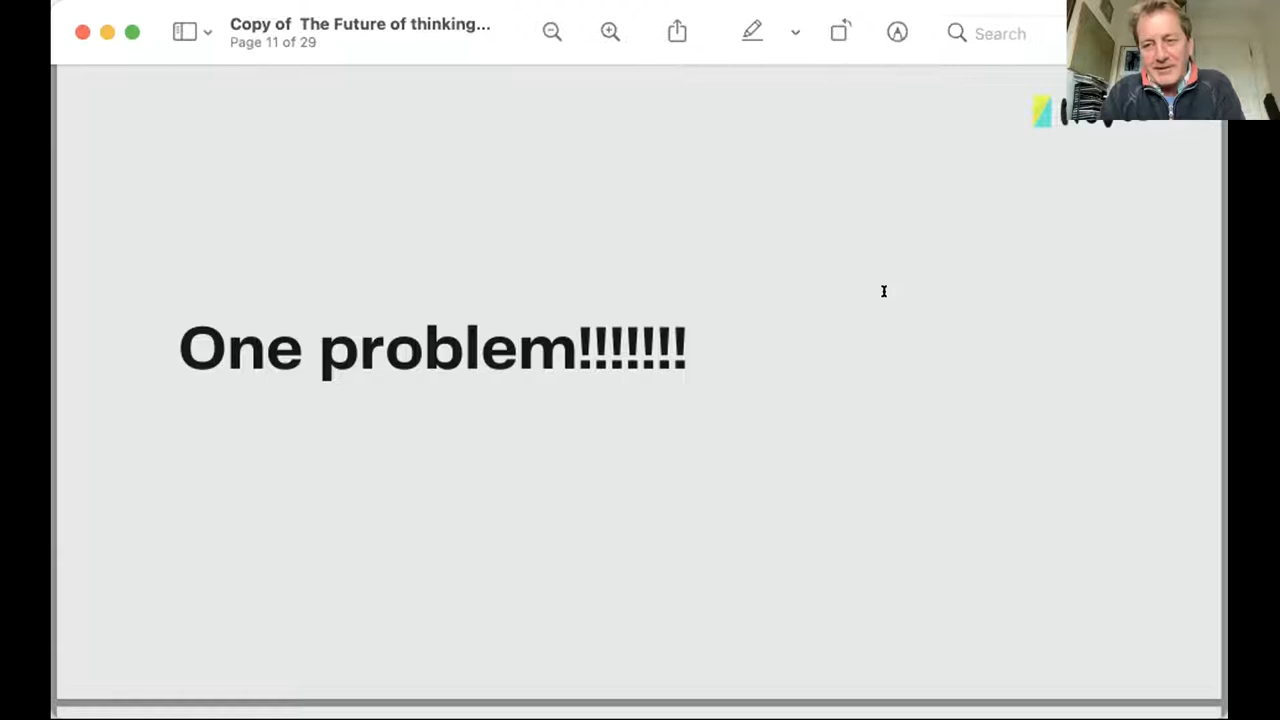 Copy of The Future of thinking...
Page 11 of 29
Search
One problem!!!!!!!